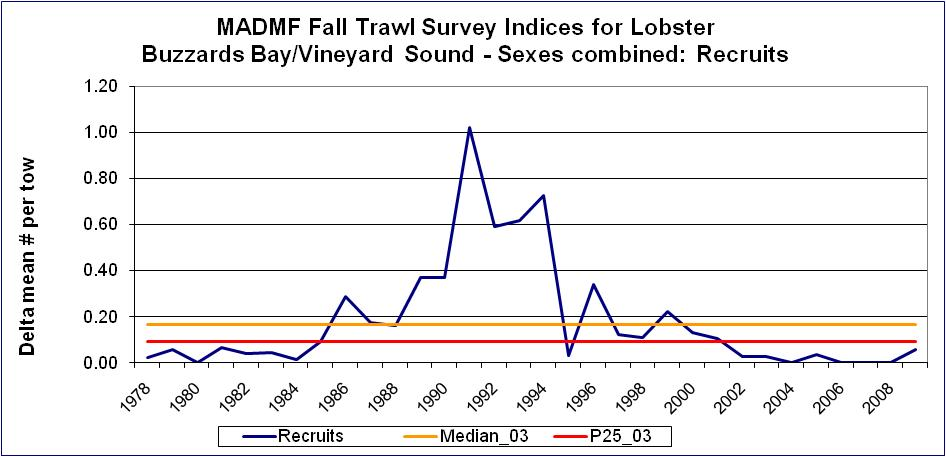 MADMF Fall Trawl Survey Indices for Lobster
Buzzards Bay/Vineyard Sound - Sexes combined: Recruits
Delta mean # per tow
1.20
1.00
0.80
0.60
0.40
0.20
0.00
1978 1980 1982 1984 1986 1988 1990 1992 1994 1996 1998 2000 2002 2004 2006 2008
Recruits Median_03 P25_03